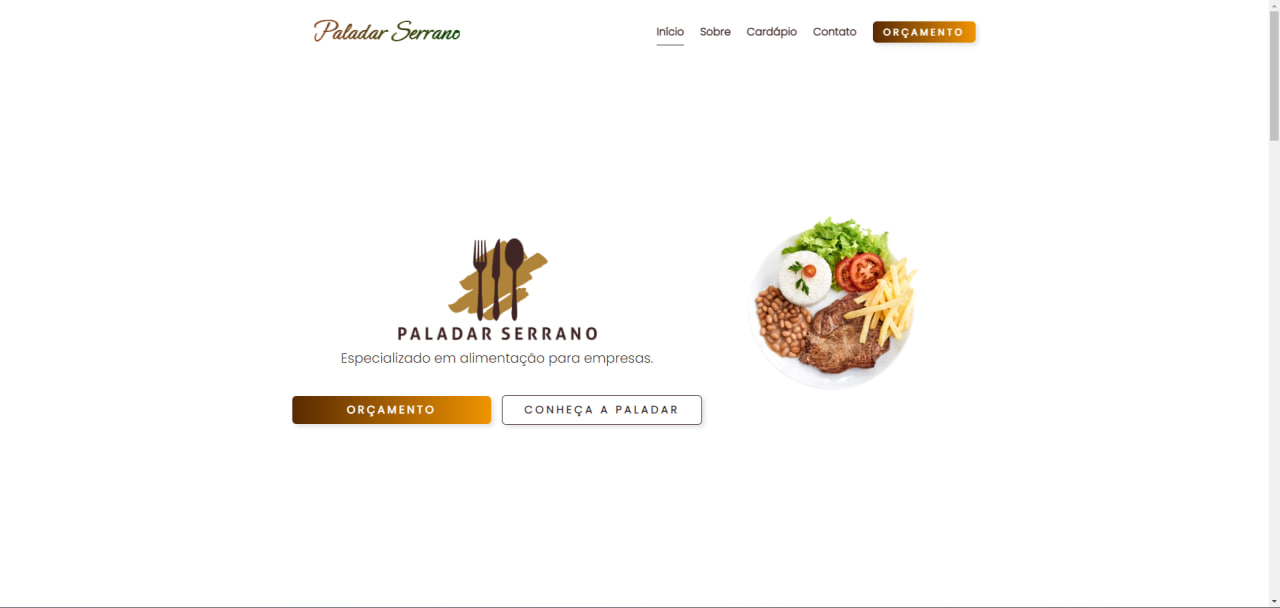 Paladar Serrano
Início Sobre Cardápio Contato ORÇAMENTO
PALADAR SERRANO
Especializado em alimentação para empresas.
ORÇAMENTO CONHEÇA A PALADAR